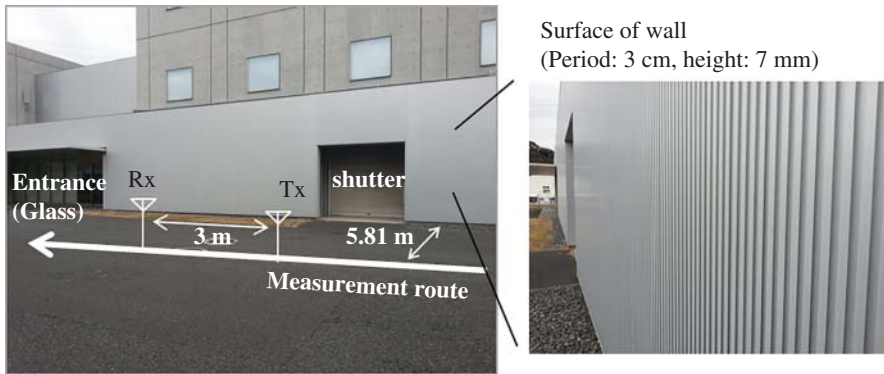 Surface of wall
(Period: 3 cm, height: 7 mm)
Entrance
(Glass)
Rx
Tx
shutter
3 m
5.81 m
Measurement route